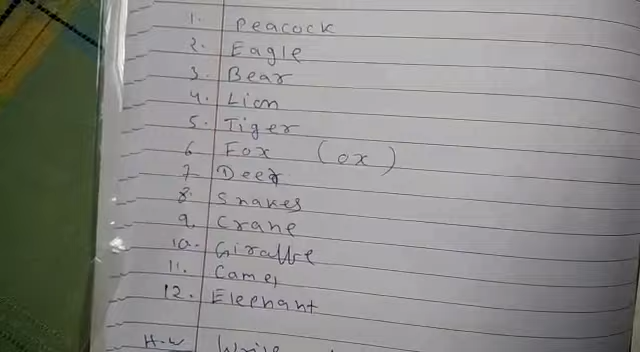 1. Peacock
2. Eagle
3. Bear
4. Lion
5. Tiger
6 Fox (ox)
7- Deer
8. Snakes
9. Crane
10. Giraffe
11. Camel
12. Elephant
H.W Write